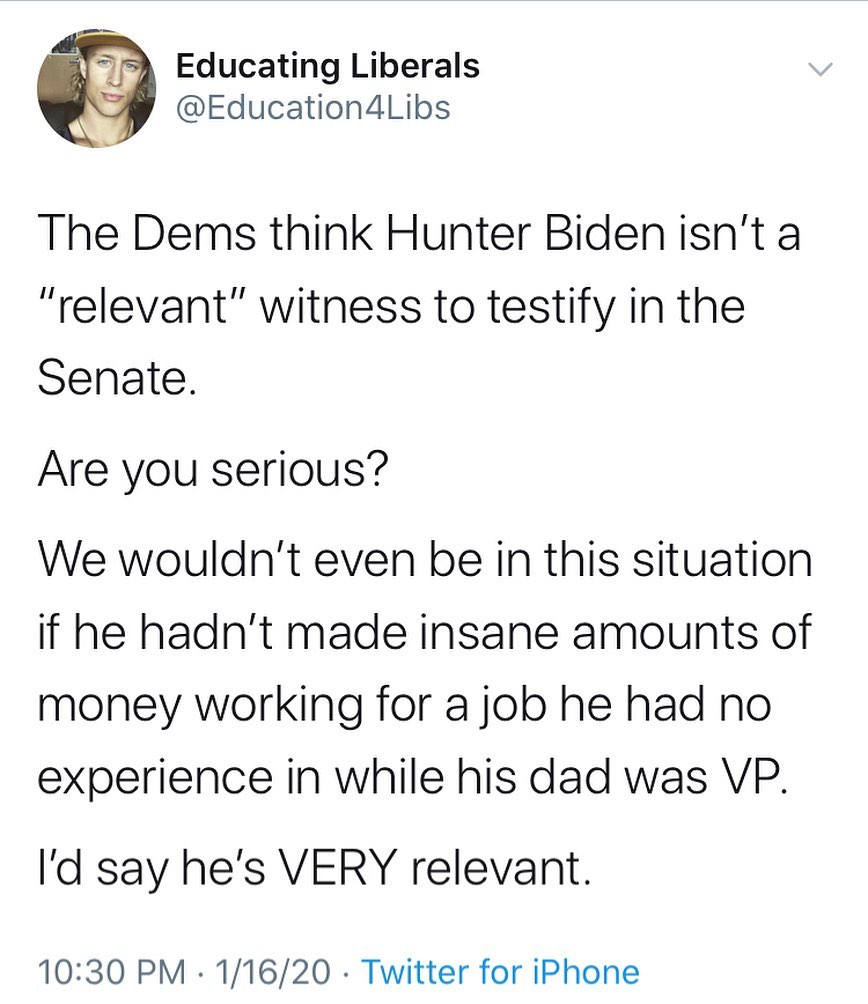 Educating Liberals
@Education4Libs
The Dems think Hunter Biden isn’t a
“relevant” witness to testify in the
Senate.
Are you serious?
We wouldn’t even be in this situation
if he hadn’t made insane amounts of
money working for a job he had no
experience in while his dad was VP.
I’d say he’s VERY relevant.
10:30 PM · 1/16/20 · Twitter for iPhone